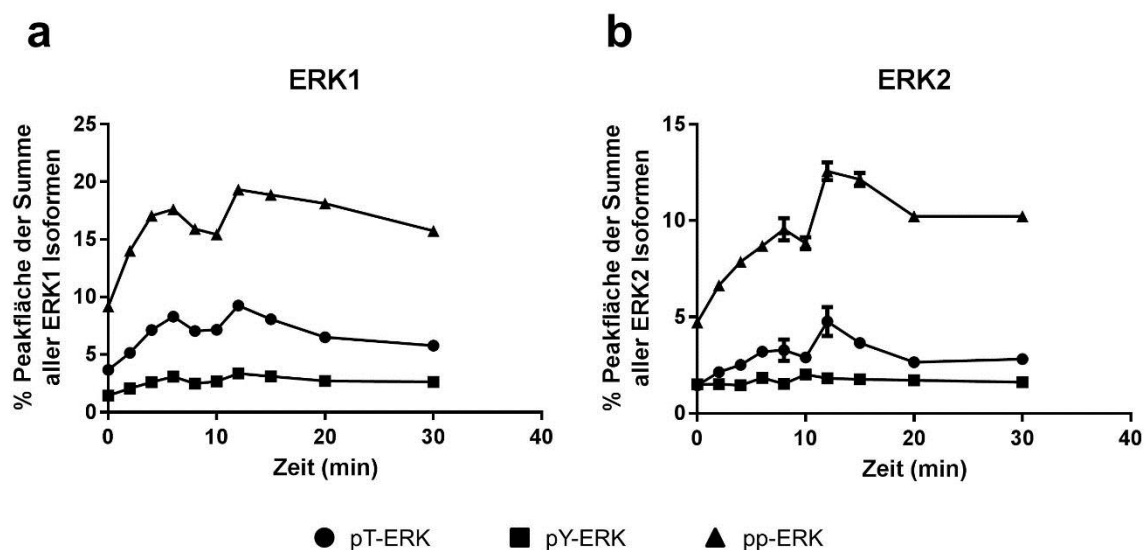 a
ERK1
% Peakfläche der Summe
aller ERK1 Isoformen
25
20
15
10
5
0
0
10
20
30
40
Zeit (min)
b
ERK2
% Peakfläche der Summe
aller ERK2 Isoformen
15
10
5
0
0
10
20
30
40
Zeit (min)
pT-ERK
pY-ERK
pp-ERK